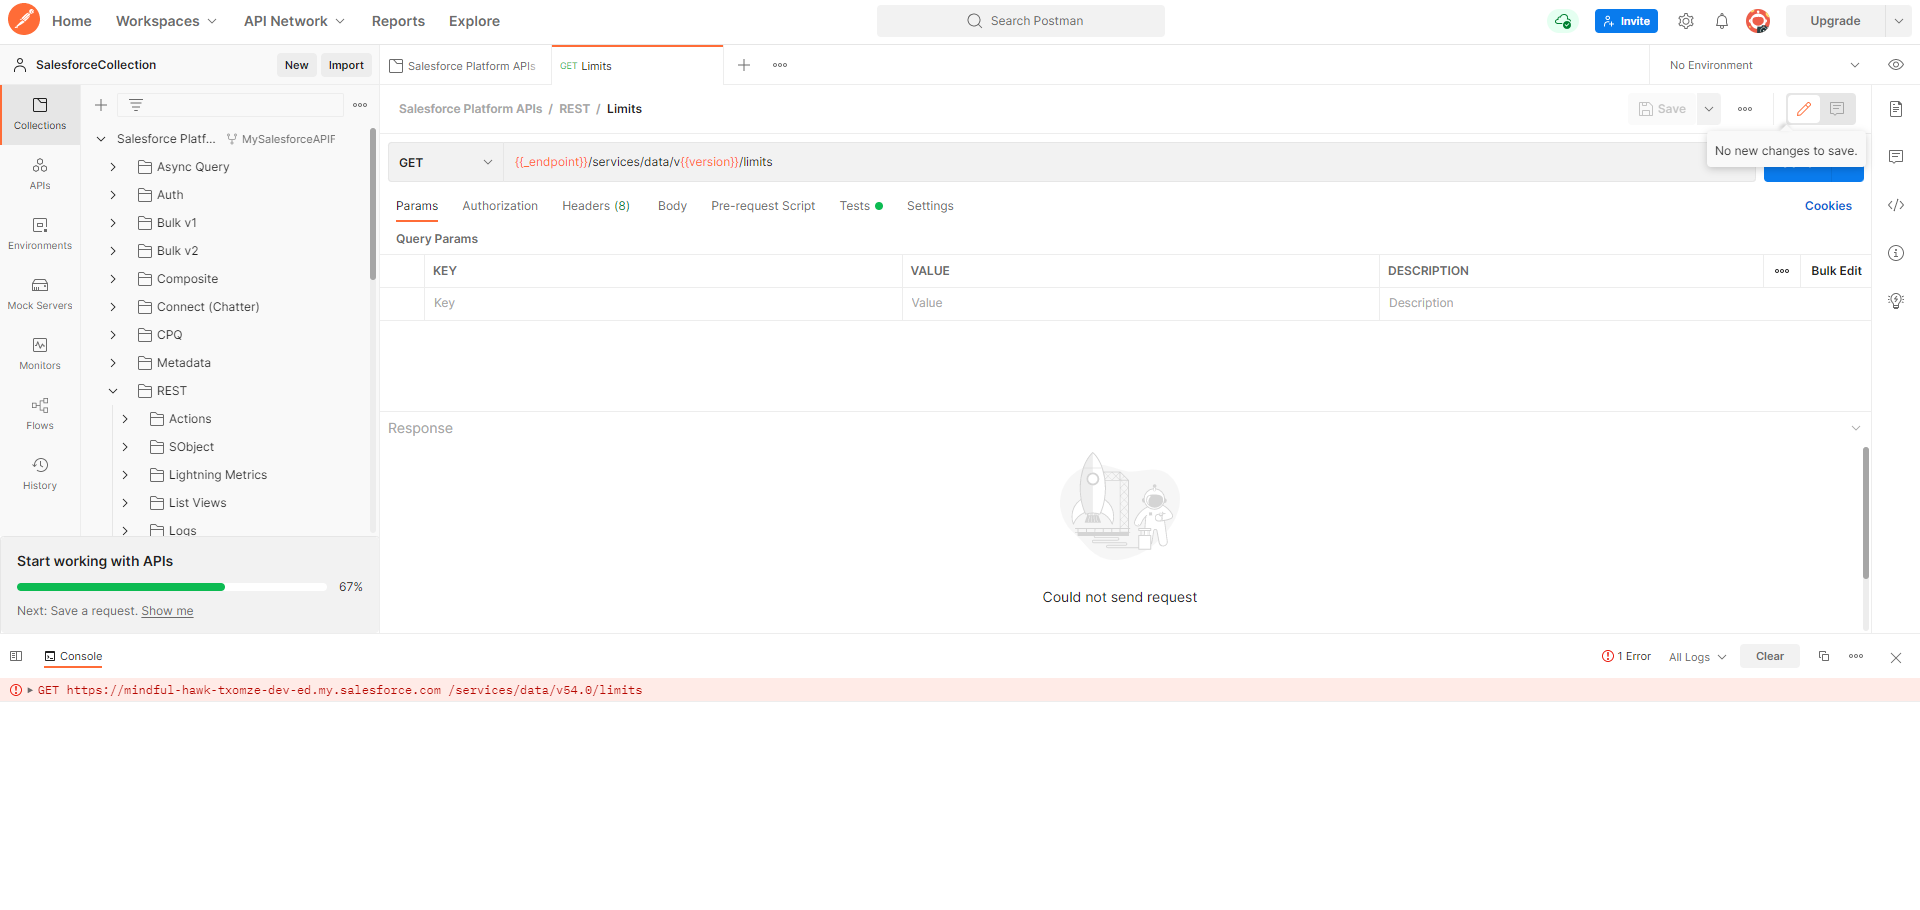 Home Workspaces API Network Reports Explore Search Postman Invite Upgrade
SalesforceCollection New Import Salesforce Platform APIs GET Limits No Environment
Salesforce Platform APIs / REST / Limits Save
No new changes to save.
GET {{_endpoint}}/services/data/v{{version}}/limits
Params Authorization Headers (8) Body Pre-request Script Tests Settings Cookies
Query Params
KEY VALUE DESCRIPTION Bulk Edit
Key Value Description
Collections
APIs
Environments
Mock Servers
Monitors
Flows
History
Salesforce Platf... MySalesforceAPIF
Async Query
Auth
Bulk v1
Bulk v2
Composite
Connect (Chatter)
CPQ
Metadata
REST
Actions
SObject
Lightning Metrics
List Views
Logs
Response
Could not send request
Start working with APIs
67%
Next: Save a request. Show me
Console 1 Error All Logs Clear
GET https://mindful-hawk-txomze-dev-ed.my.salesforce.com /services/data/v54.0/limits